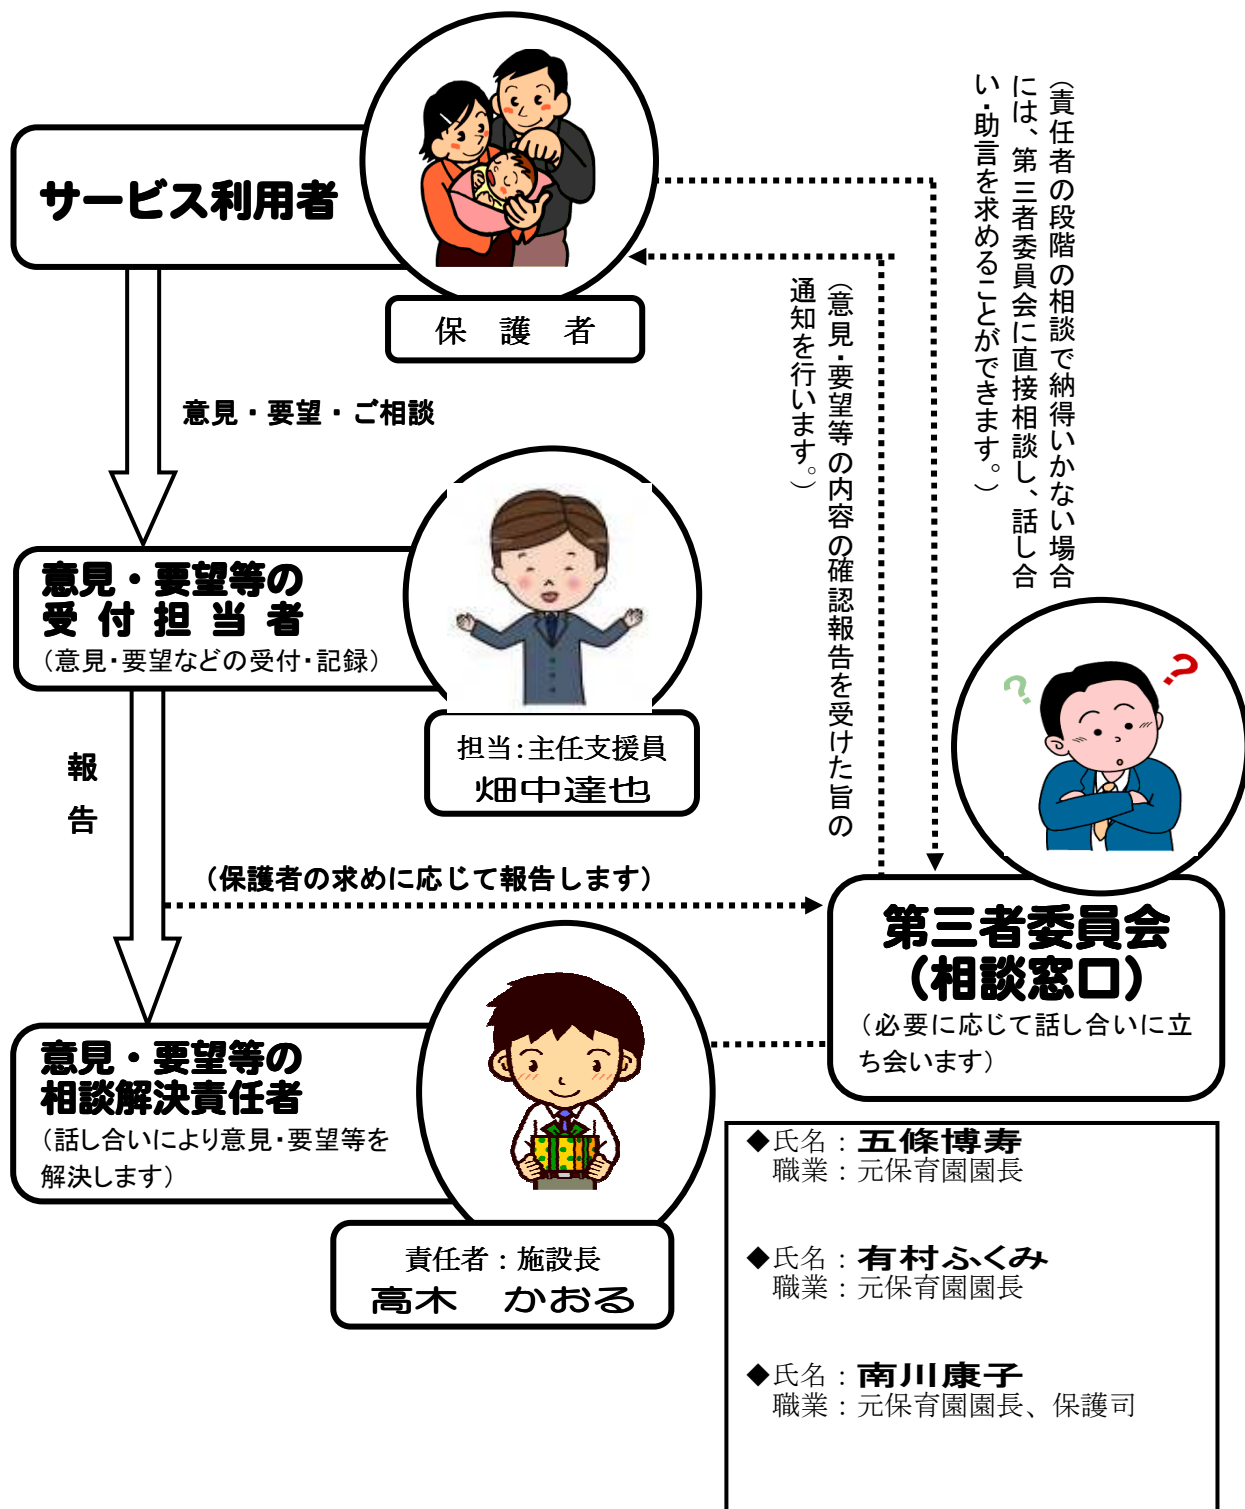 サービス利用者
保　護　者
(責任者の段階の相談で納得いかない場合
には、第三者委員会に直接相談し、話し合
い・助言を求めることができます。)
(意見・要望等の内容の確認報告を受けた旨の
通知を行います。)
意見・要望・ご相談
意見・要望等の
受 付 担 当 者
(意見・要望などの受付・記録)
担当：主任支援員
畑中達也
報
告
(保護者の求めに応じて報告します)
？
？
第三者委員会
(相談窓口)
(必要に応じて話し合いに立
ち会います)
意見・要望等の
相談解決責任者
(話し合いにより意見・要望等を
解決します)
責任者：施設長
高木　かおる
◆氏名：五條博寿
職業：元保育園園長
◆氏名：有村ふくみ
職業：元保育園園長
◆氏名：南川康子
職業：元保育園園長、保護司